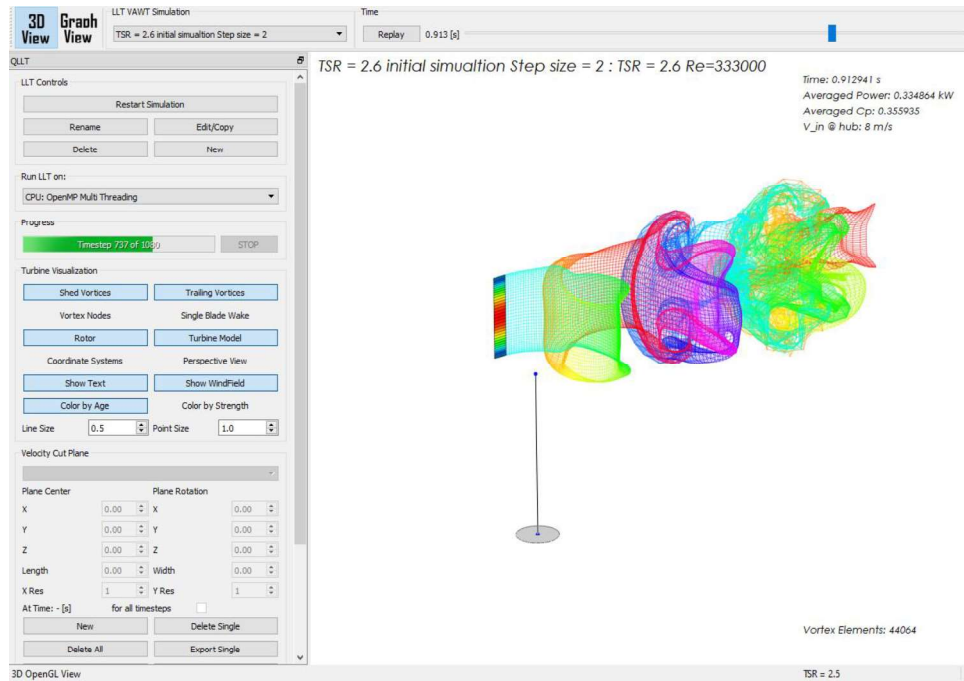 3D View
Graph View
LLT VAWT Simulation
TSR = 2.6 initial simualtion Step size = 2
Time
Replay 0.913 [s]
QLLT
LLT Controls
Restart Simulation
Rename Edit/Copy
Delete New
Run LLT on:
CPU: OpenMP Multi Threading
Progress
Timestep 737 of 1080 STOP
Turbine Visualization
Shed Vortices Trailing Vortices
Vortex Nodes Single Blade Wake
Rotor Turbine Model
Coordinate Systems Perspective View
Show Text Show WindField
Color by Age Color by Strength
Line Size 0.5 Point Size 1.0
Velocity Cut Plane
Plane Center Plane Rotation
X 0.00 X 0.00
Y 0.00 Y 0.00
Z 0.00 Z 0.00
Length 0.00 Width 0.00
X Res 1 Y Res 1
At Time: - [s] for all timesteps
New Delete Single
Delete All Export Single
TSR = 2.6 initial simualtion Step size = 2 : TSR = 2.6 Re=333000
Time: 0.912941 s
Averaged Power: 0.334864 kW
Averaged Cp: 0.355935
V_in @ hub: 8 m/s
Vortex Elements: 44064
3D OpenGL View
TSR = 2.5